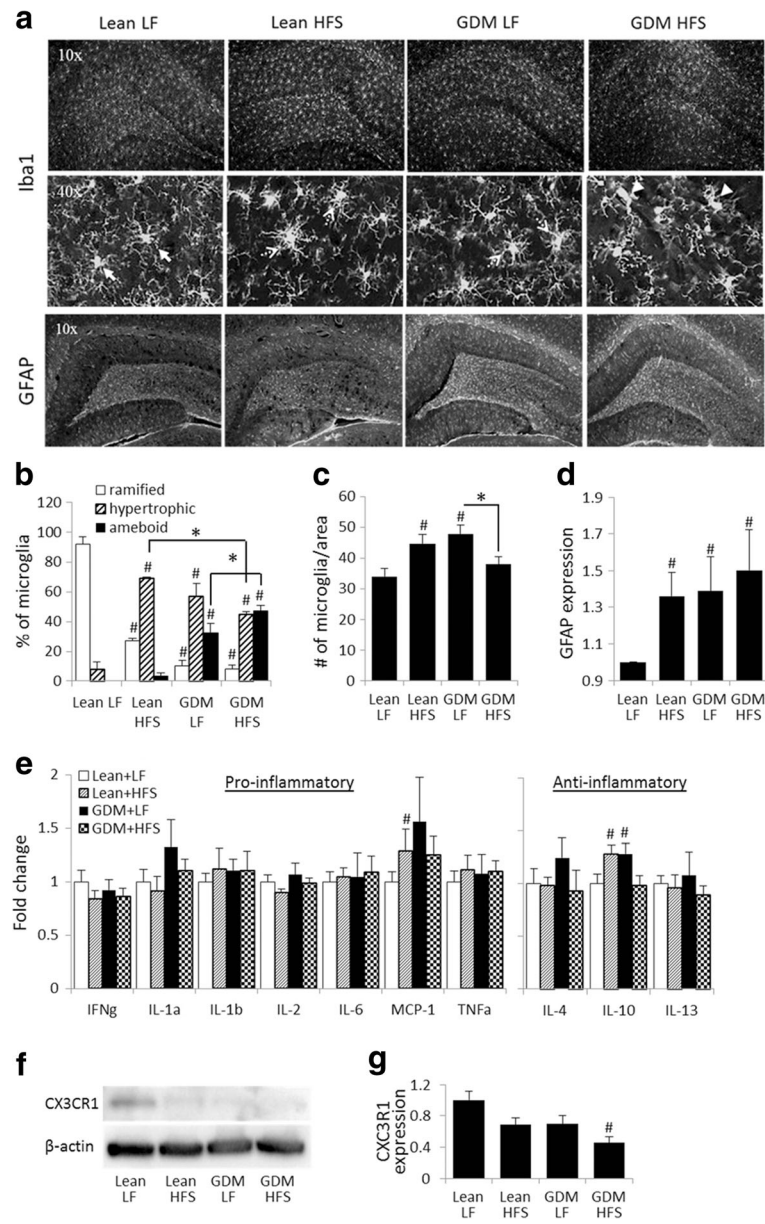 a
Lean LF Lean HFS GDM LF GDM HFS
10x
Iba1
40x
10x
GFAP
b
ramified
hypertrophic
ameboid
% of microglia
120
100
80
60
40
20
0
* *
# # # # # # # #
Lean LF Lean HFS GDM LF GDM HFS
c
# of microglia/area
60
50
40
30
20
10
0
# # *
Lean LF Lean HFS GDM LF GDM HFS
d
GFAP expression
1.9
1.7
1.5
1.3
1.1
0.9
# # #
Lean LF Lean HFS GDM LF GDM HFS
e
Lean+LF
Lean+HFS
GDM+LF
GDM+HFS
Pro-inflammatory
Anti-inflammatory
Fold change
2
1.5
1
0.5
0
# # #
IFNg IL-1a IL-1b IL-2 IL-6 MCP-1 TNFa IL-4 IL-10 IL-13
f
CX3CR1
β-actin
Lean LF Lean HFS GDM LF GDM HFS
g
CXC3R1 expression
1.2
0.8
0.4
0
#
Lean LF Lean HFS GDM LF GDM HFS